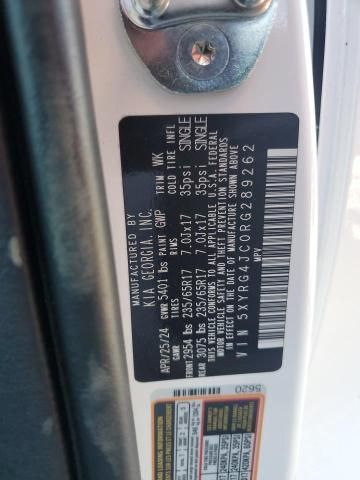 MANUFACTURED BY
KIA GEORGIA, INC.
APR/25/24 PAINT GWP TRIM WK
GVWR 5401 lbs
GAWR RIMS COLD TIRE INFL
FRONT 2954 lbs 235/65R17 7.0Jx17 35psi SINGLE
REAR 3075 lbs 235/65R17 7.0Jx17 35psi SINGLE
THIS VEHICLE CONFORMS TO ALL APPLICABLE U.S.A. FEDERAL
MOTOR VEHICLE SAFETY AND THEFT PREVENTION STANDARDS
IN EFFECT ON THE DATE OF MANUFACTURE SHOWN ABOVE
VIN 5XYRG4JC0RG289262
MPV
5620